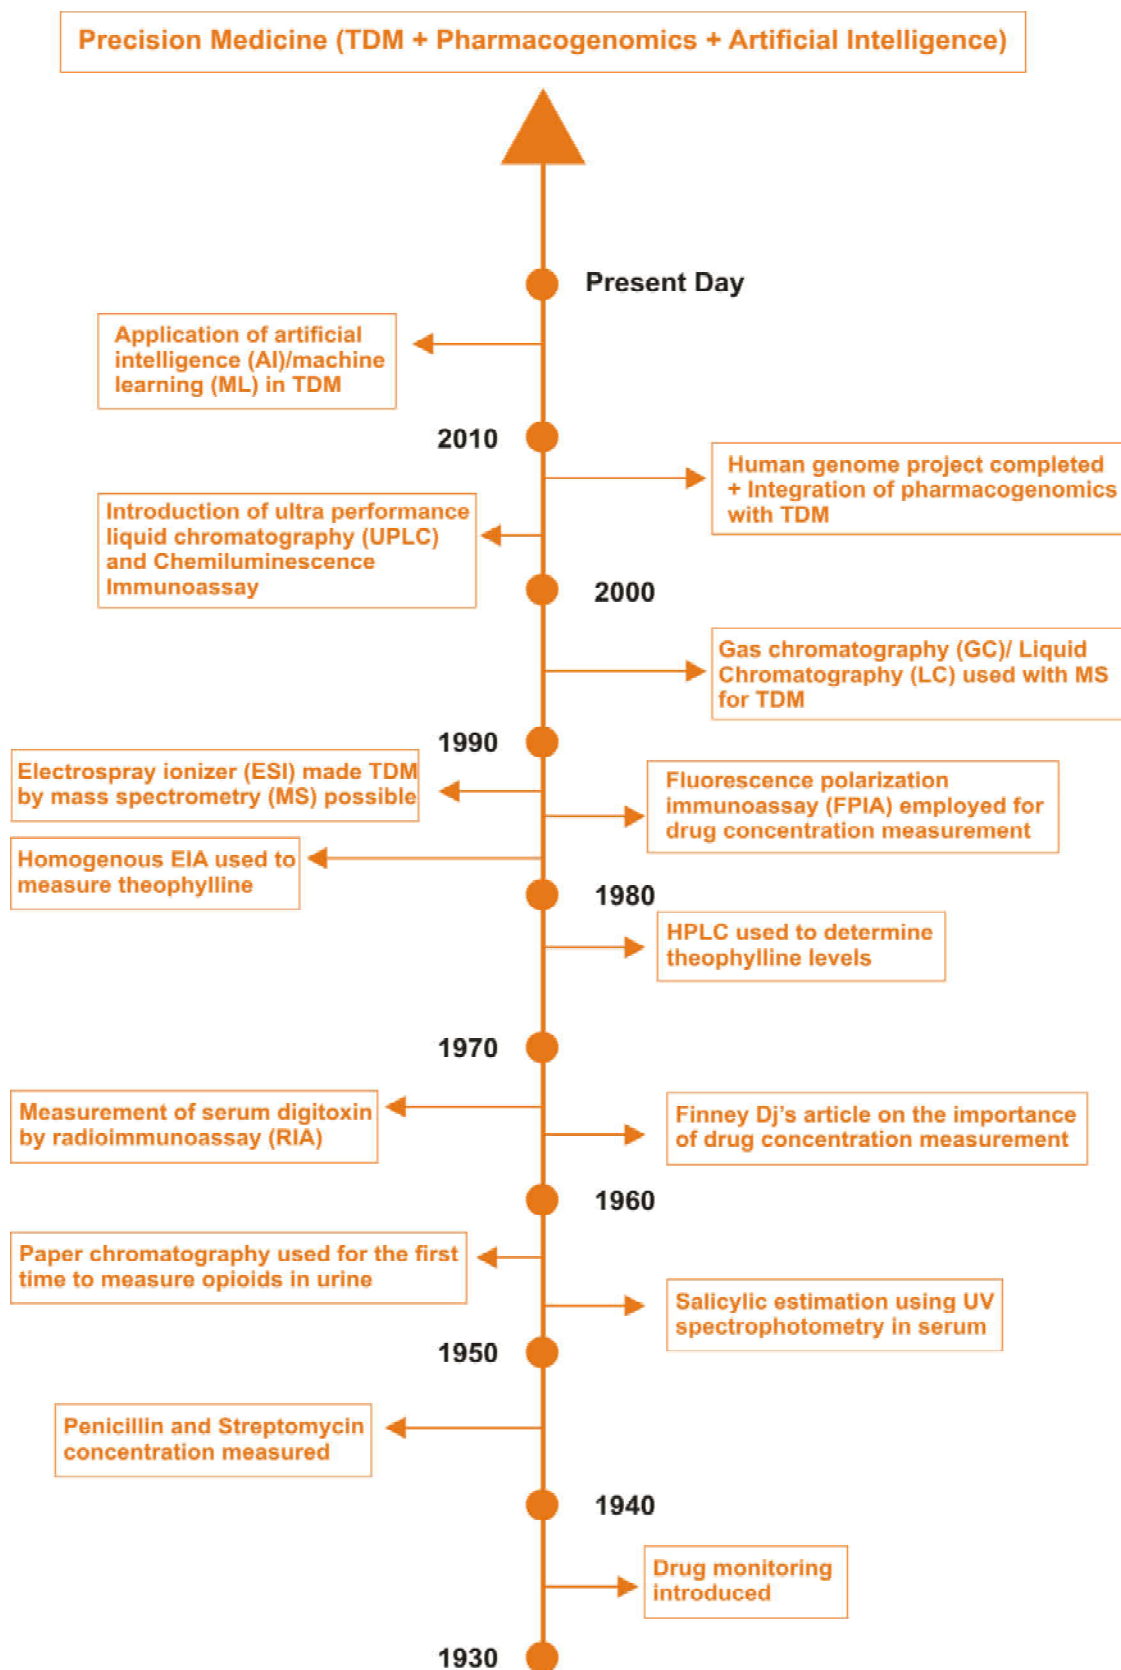 Precision Medicine (TDM + Pharmacogenomics + Artificial Intelligence)
Present Day
Application of artificial
intelligence (AI)/machine
learning (ML) in TDM
2010
Human genome project completed
+ Integration of pharmacogenomics
with TDM
Introduction of ultra performance
liquid chromatography (UPLC)
and Chemiluminescence
Immunoassay
2000
Gas chromatography (GC)/ Liquid
Chromatography (LC) used with MS
for TDM
1990
Electrospray ionizer (ESI) made TDM
by mass spectrometry (MS) possible
Fluorescence polarization
immunoassay (FPIA) employed for
drug concentration measurement
Homogenous EIA used to
measure theophylline
1980
HPLC used to determine
theophylline levels
1970
Measurement of serum digitoxin
by radioimmunoassay (RIA)
Finney Dj's article on the importance
of drug concentration measurement
1960
Paper chromatography used for the first
time to measure opioids in urine
Salicylic estimation using UV
spectrophotometry in serum
1950
Penicillin and Streptomycin
concentration measured
1940
Drug monitoring
introduced
1930